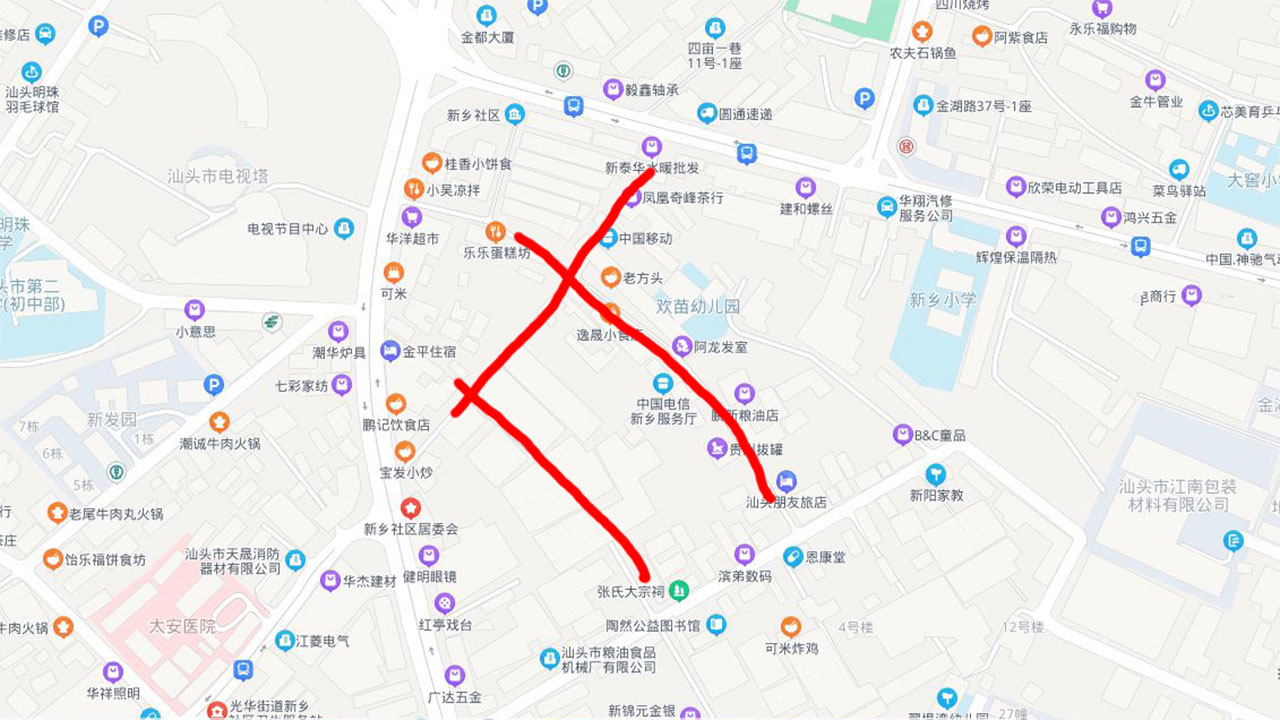 四川烧烤
永乐福购物
金都大厦
四亩一巷
11号-1座
农夫石锅鱼
阿紫食店
修店
P
P
汕头明珠
羽毛球馆
毅鑫轴承
圆通速递
P
金湖路37号-1座
金牛管业
新乡社区
桂香小饼食
小吴凉拌
新泰华水暖批发
凤凰奇峰茶行
建和螺丝
华翔汽修
服务公司
欣荣电动工具店
菜鸟驿站
大窖小
鸿兴五金
汕头市电视塔
电视节目中心
华洋超市
乐乐蛋糕坊
中国移动
辉煌保温隔热
明珠
学
头市第二
(初中部)
可米
老方头
欢苗幼儿园
新乡小学
商行
小意思
潮华炉具
金平住宿
逸晟小食店
阿龙发室
七彩家纺
P
中国电信
新乡服务厅
鹏新粮油店
新发园
1栋
6栋
5栋
潮诚牛肉火锅
鹏记饮食店
宝发小炒
B&C童品
汕头朋友旅店
新阳家教
汕头市江南包装
材料有限公司
老尾牛肉丸火锅
新乡社区居委会
怡乐福饼食坊
汕头市天晟消防
器材有限公司
华杰建材
健明眼镜
张氏大宗祠
滨弟数码
恩康堂
牛肉火锅
太安医院
红亭戏台
陶然公益图书馆
可米炸鸡
4号楼
12号楼
江菱电气
汕头市粮油食品
机械厂有限公司
华祥照明
广达五金
光华街道新乡
新锦元金银
27幢